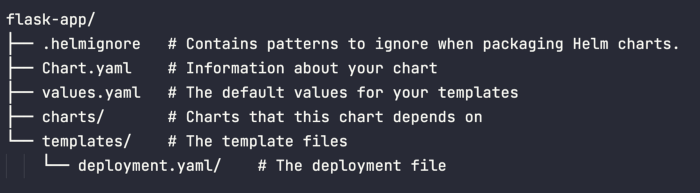 flask-app/
├── .helmignore   # Contains patterns to ignore when packaging Helm charts.
├── Chart.yaml    # Information about your chart
├── values.yaml   # The default values for your templates
├── charts/       # Charts that this chart depends on
└── templates/    # The template files
    └── deployment.yaml/    # The deployment file